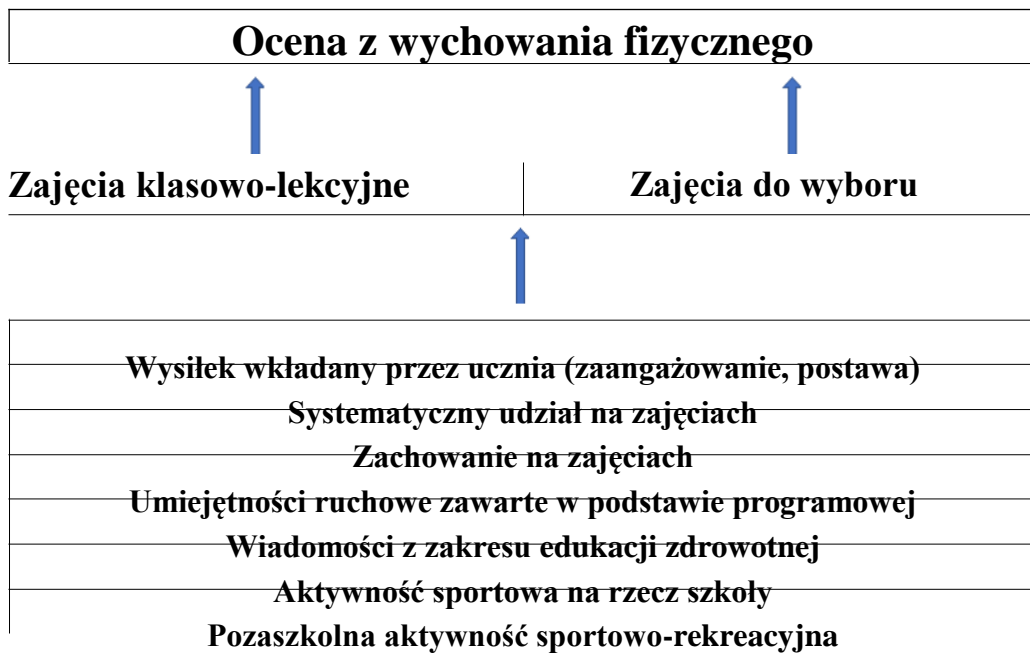 Ocena z wychowania fizycznego
Zajęcia klasowo-lekcyjne
Zajęcia do wyboru
Wysiłek wkładany przez ucznia (zaangażowanie, postawa)
Systematyczny udział na zajęciach
Zachowanie na zajęciach
Umiejętności ruchowe zawarte w podstawie programowej
Wiadomości z zakresu edukacji zdrowotnej
Aktywność sportowa na rzecz szkoły
Pozaszkolna aktywność sportowo-rekreacyjna